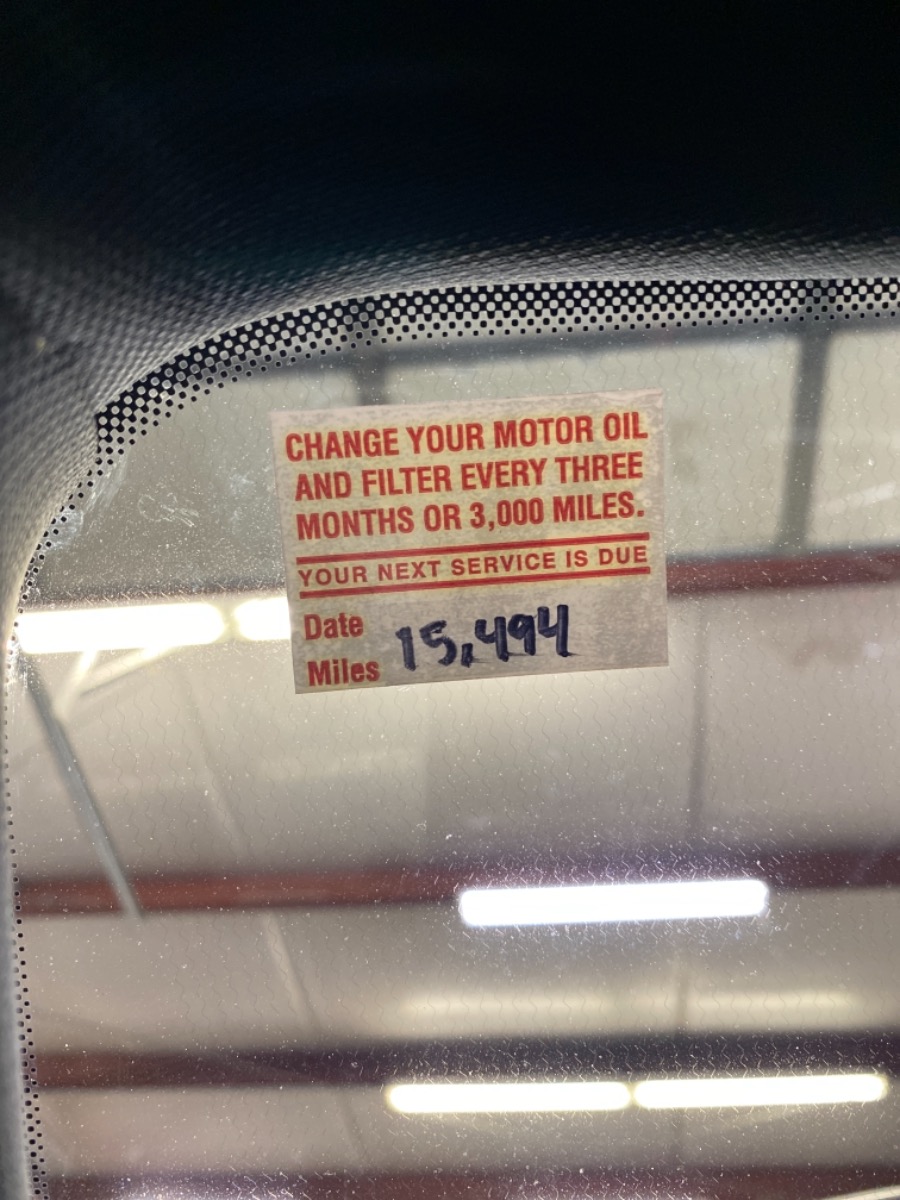 CHANGE YOUR MOTOR OIL
AND FILTER EVERY THREE
MONTHS OR 3,000 MILES.
YOUR NEXT SERVICE IS DUE
Date
Miles 15,494